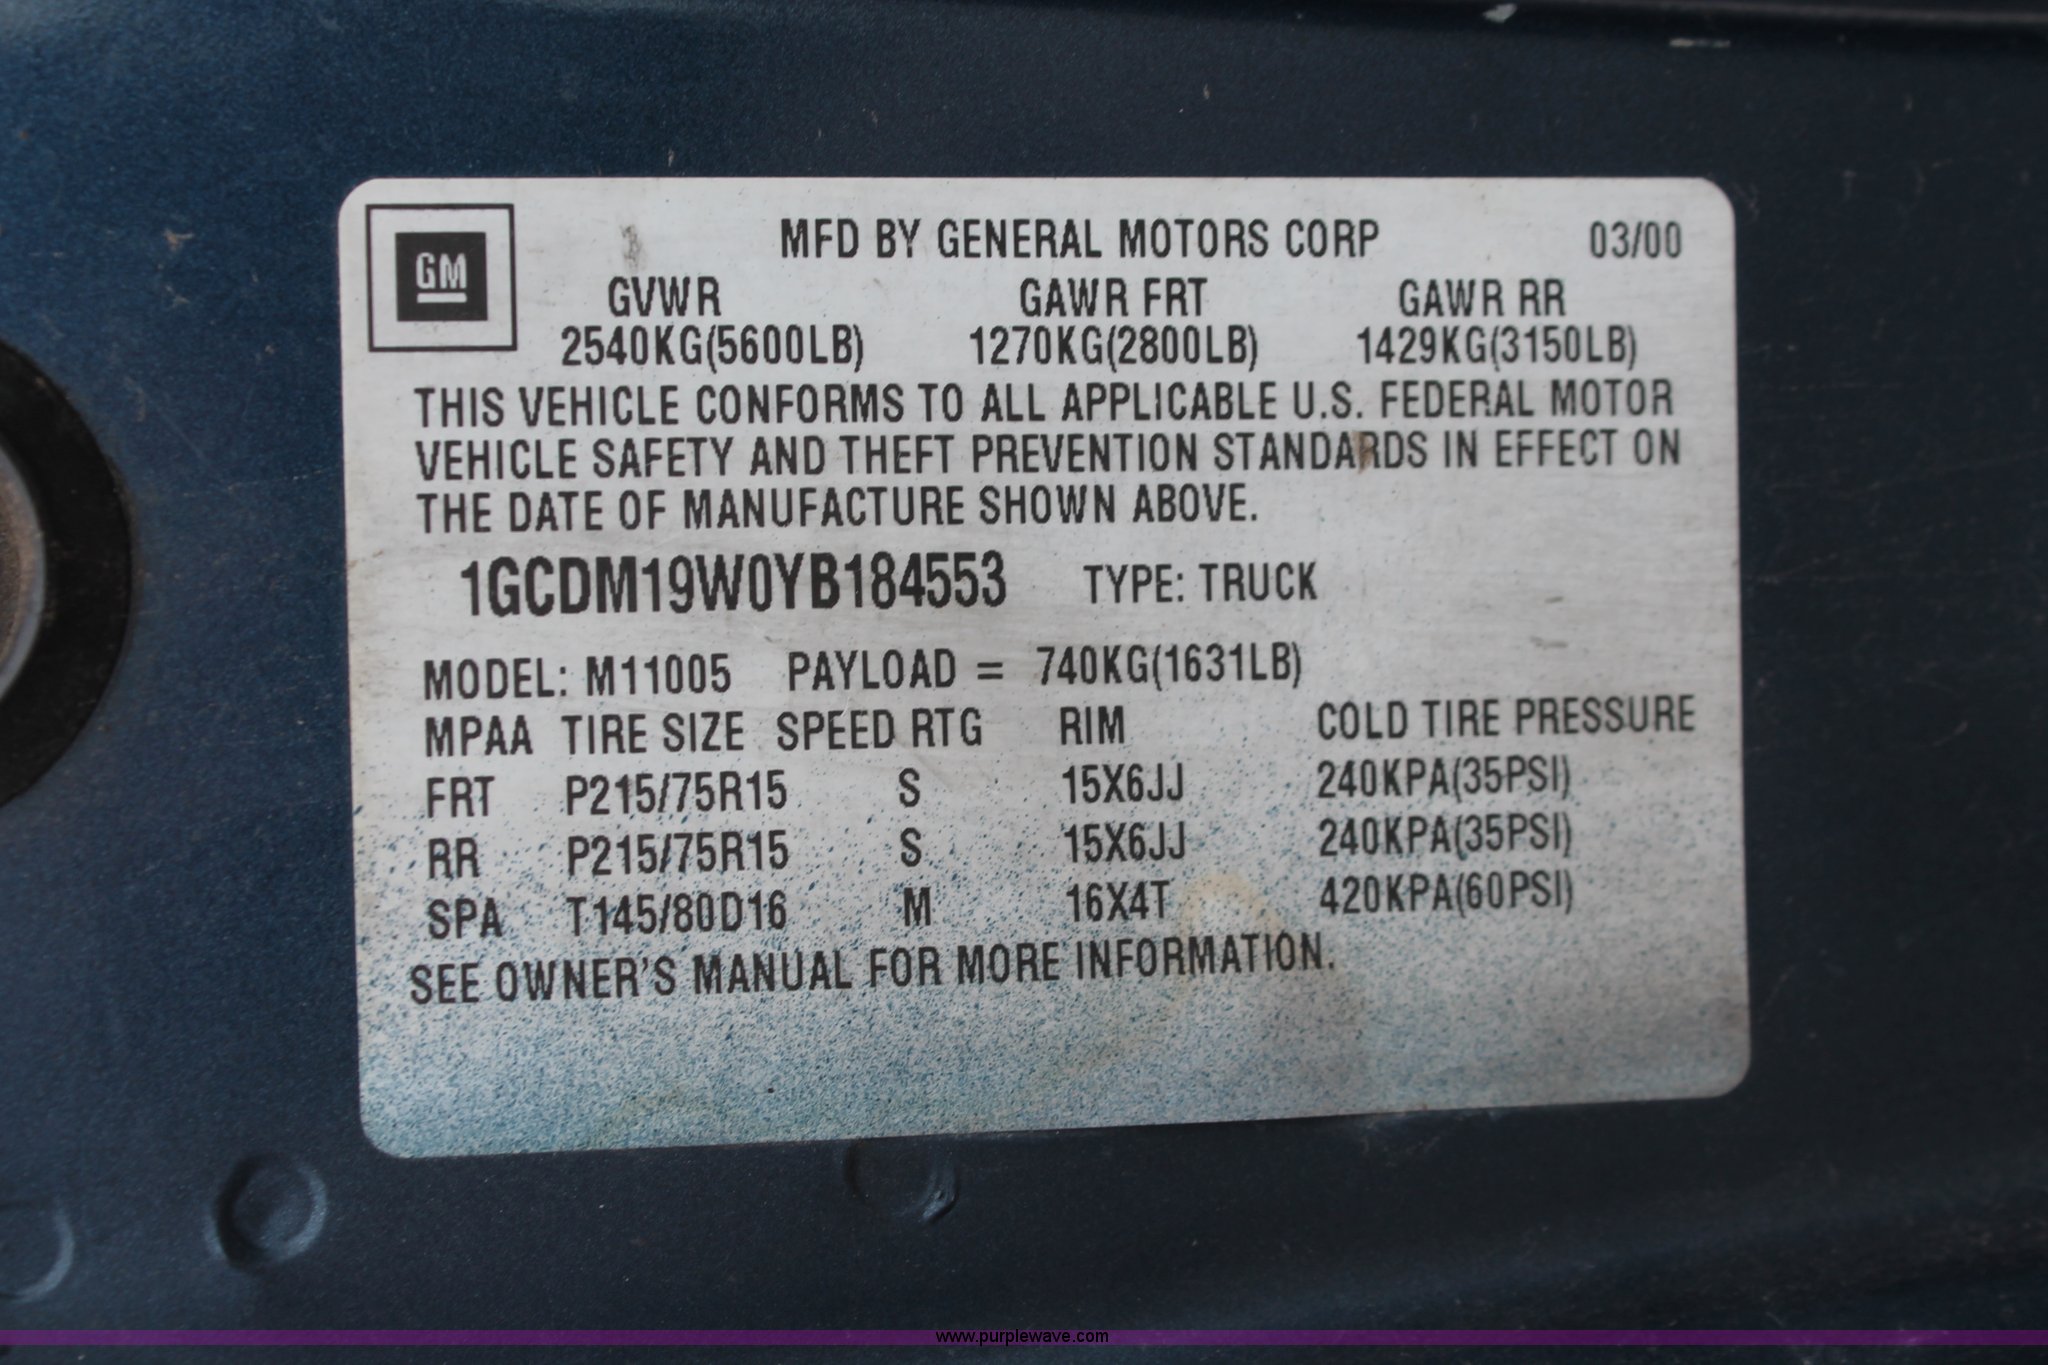 GM
MFD BY GENERAL MOTORS CORP 03/00
GVWR GAWR FRT GAWR RR
2540KG(5600LB) 1270KG(2800LB) 1429KG(3150LB)
THIS VEHICLE CONFORMS TO ALL APPLICABLE U.S. FEDERAL MOTOR
VEHICLE SAFETY AND THEFT PREVENTION STANDARDS IN EFFECT ON
THE DATE OF MANUFACTURE SHOWN ABOVE.
1GCDM19W0YB184553 TYPE: TRUCK
MODEL: M11005 PAYLOAD = 740KG(1631LB)
MPAA TIRE SIZE SPEED RTG RIM COLD TIRE PRESSURE
FRT P215/75R15 S 15X6JJ 240KPA(35PSI)
RR P215/75R15 S 15X6JJ 240KPA(35PSI)
SPA T145/80D16 M 16X4T 420KPA(60PSI)
SEE OWNER'S MANUAL FOR MORE INFORMATION.
www.purplewave.com